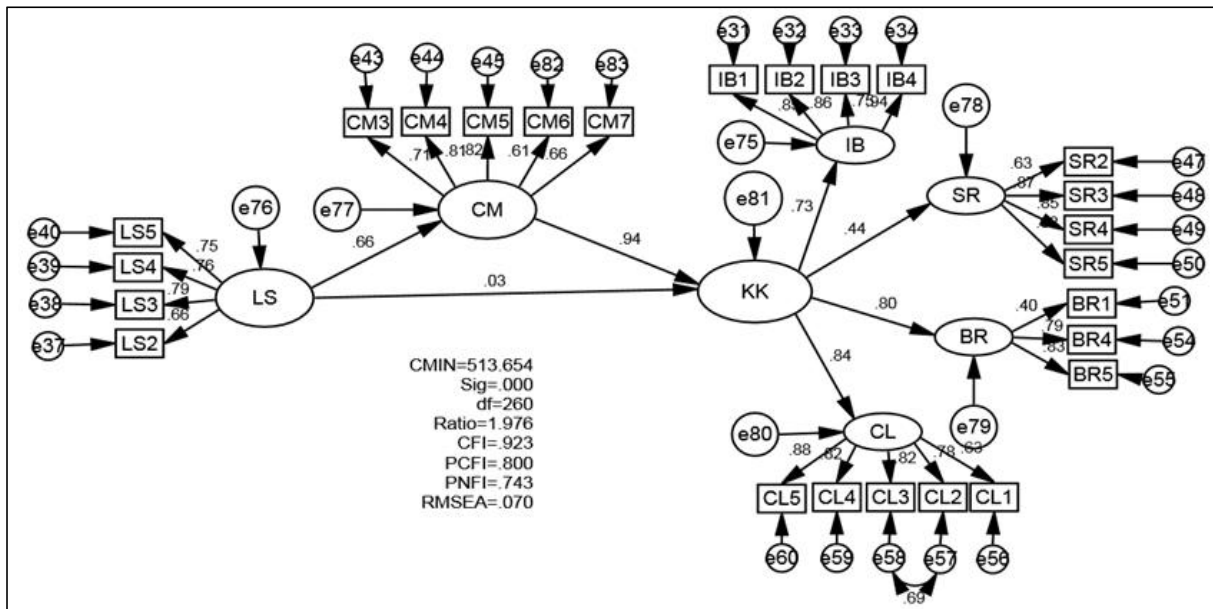 e43
e44
e45
e82
e83
CM3
CM4
CM5
CM6
CM7
.71
.81
.82
.61
.66
e77
CM
e31
e32
e33
e34
IB1
IB2
IB3
IB4
.86
.75
.94
e75
IB
e78
SR
SR2
e47
SR3
e48
SR4
e49
SR5
e50
.63
.87
.85
e76
e40
LS5
.75
e39
LS4
.76
e38
LS3
.79
e37
LS2
.66
LS
.66
.94
.03
e81
KK
.73
.44
.80
.84
BR
BR1
e51
BR4
e54
BR5
e55
.40
.79
.83
e79
CMIN=513.654
Sig=.000
df=260
Ratio=1.976
CFI=.923
PCFI=.800
PNFI=.743
RMSEA=.070
e80
CL
.88
.82
.82
.78
.63
CL5
CL4
CL3
CL2
CL1
e60
e59
e58
e57
e56
.69